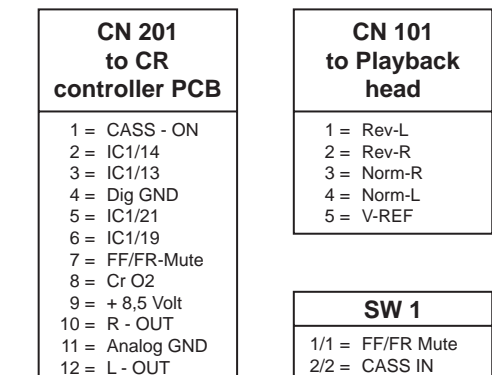 CN 201
to CR
controller PCB
1 = CASS - ON
2 = IC1/14
3 = IC1/13
4 = Dig GND
5 = IC1/21
6 = IC1/19
7 = FF/FR-Mute
8 = Cr O2
9 = + 8,5 Volt
10 = R - OUT
11 = Analog GND
12 = L - OUT
CN 101
to Playback
head
1 = Rev-L
2 = Rev-R
3 = Norm-R
4 = Norm-L
5 = V-REF
SW 1
1/1 = FF/FR Mute
2/2 = CASS IN